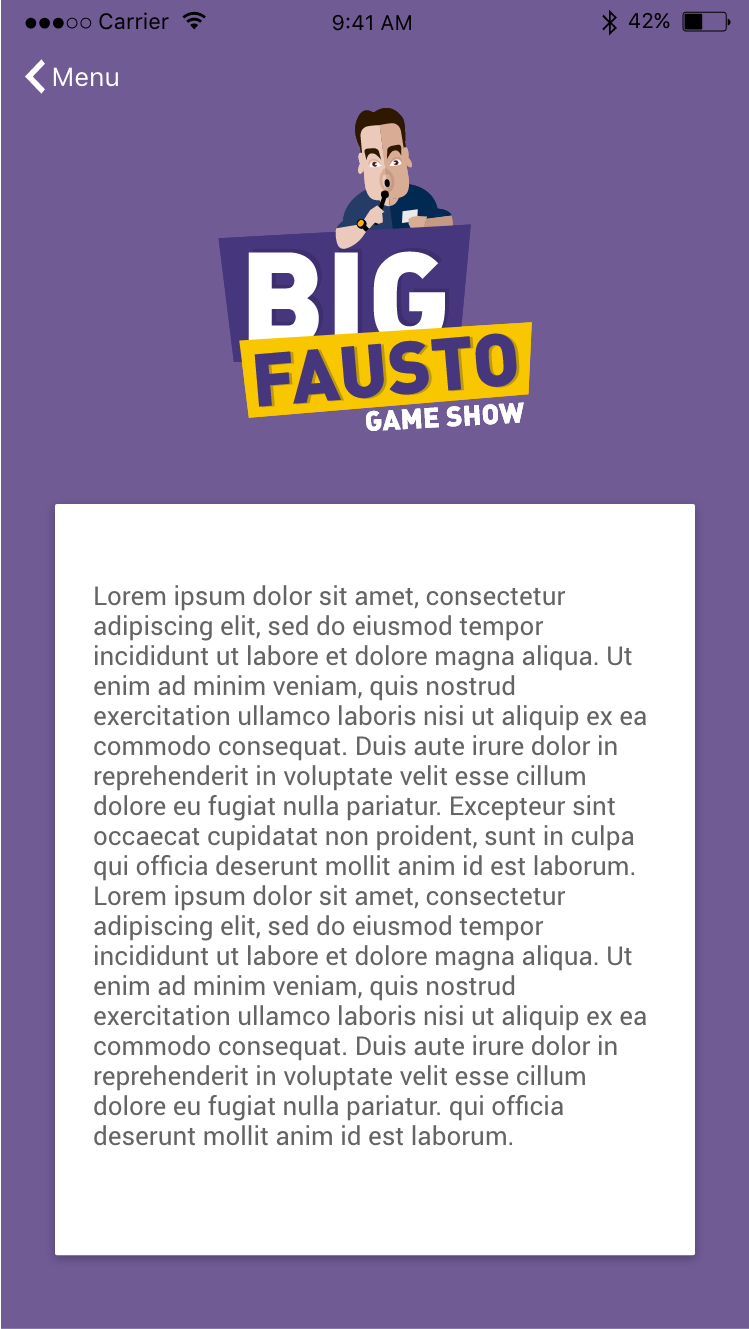 Carrier 9:41 AM 42%
Menu
BIG
FAUSTO
GAME SHOW
Lorem ipsum dolor sit amet, consectetur
adipiscing elit, sed do eiusmod tempor
incididunt ut labore et dolore magna aliqua. Ut
enim ad minim veniam, quis nostrud
exercitation ullamco laboris nisi ut aliquip ex ea
commodo consequat. Duis aute irure dolor in
reprehenderit in voluptate velit esse cillum
dolore eu fugiat nulla pariatur. Excepteur sint
occaecat cupidatat non proident, sunt in culpa
qui officia deserunt mollit anim id est laborum.
Lorem ipsum dolor sit amet, consectetur
adipiscing elit, sed do eiusmod tempor
incididunt ut labore et dolore magna aliqua. Ut
enim ad minim veniam, quis nostrud
exercitation ullamco laboris nisi ut aliquip ex ea
commodo consequat. Duis aute irure dolor in
reprehenderit in voluptate velit esse cillum
dolore eu fugiat nulla pariatur. qui officia
deserunt mollit anim id est laborum.